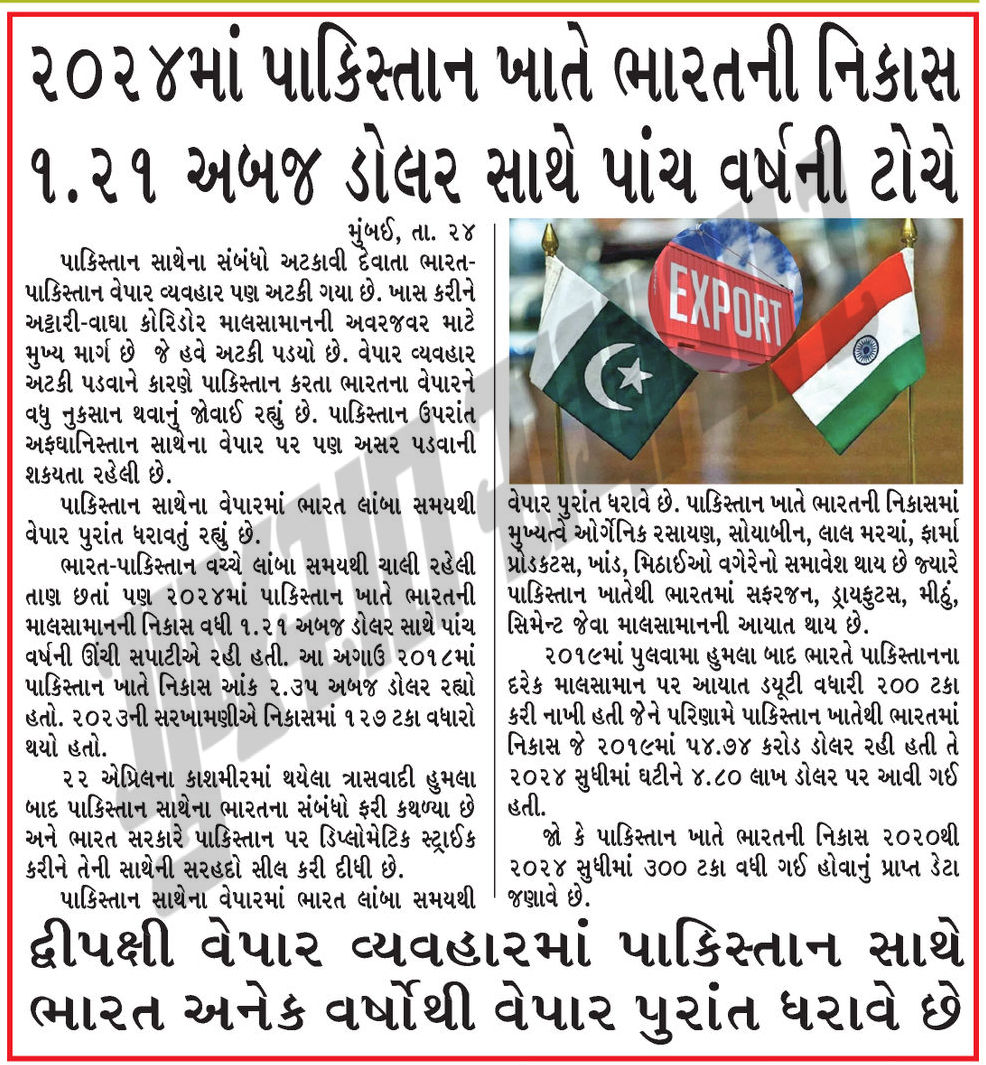 ૨૦૨૪માં પાકિસ્તાન ખાતે ભારતની નિકાસ
૧.૨૧ અબજ ડોલર સાથે પાંચ વર્ષની ટોચે
મુંબઈ, તા. ૨૪
પાકિસ્તાન સાથેના સંબંધો અટકાવી દેવાતા ભારત-
પાકિસ્તાન વેપાર વ્યવહાર પણ અટકી ગયા છે. ખાસ કરીને
અટ્ટારી-વાઘા કોરિડોર માલસામાનની અવરજવર માટે
મુખ્ય માર્ગ છે જે હવે અટકી પડયો છે. વેપાર વ્યવહાર
અટકી પડવાને કારણે પાકિસ્તાન કરતા ભારતના વેપારને
વધુ નુકસાન થવાનું જોવાઈ રહ્યું છે. પાકિસ્તાન ઉપરાંત
અફઘાનિસ્તાન સાથેના વેપાર પર પણ અસર પડવાની
શકયતા રહેલી છે.
પાકિસ્તાન સાથેના વેપારમાં ભારત લાંબા સમયથી
વેપાર પુરાંત ધરાવતું રહ્યું છે.
ભારત-પાકિસ્તાન વચ્ચે લાંબા સમયથી ચાલી રહેલી
તાણ છતાં પણ ૨૦૨૪માં પાકિસ્તાન ખાતે ભારતની
માલસામાનની નિકાસ વધી ૧.૨૧ અબજ ડોલર સાથે પાંચ
વર્ષની ઊંચી સપાટીએ રહી હતી. આ અગાઉ ૨૦૧૮માં
પાકિસ્તાન ખાતે નિકાસ આંક ૨.૩૫ અબજ ડોલર રહ્યો
હતો. ૨૦૨૩ની સરખામણીએ નિકાસમાં ૧૨૭ ટકા વધારો
થયો હતો.
૨૨ એપ્રિલના કાશમીરમાં થયેલા ત્રાસવાદી હુમલા
બાદ પાકિસ્તાન સાથેના ભારતના સંબંધો ફરી કથળ્યા છે
અને ભારત સરકારે પાકિસ્તાન પર ડિપ્લોમેટિક સ્ટ્રાઈક
કરીને તેની સાથેની સરહદો સીલ કરી દીધી છે.
પાકિસ્તાન સાથેના વેપારમાં ભારત લાંબા સમયથી
EXPORT
વેપાર પુરાંત ધરાવે છે. પાકિસ્તાન ખાતે ભારતની નિકાસમાં
મુખ્યત્વે ઓર્ગેનિક રસાયણ, સોયાબીન, લાલ મરચાં, ફાર્મા
પ્રોડકટસ, ખાંડ, મિઠાઈઓ વગેરેનો સમાવેશ થાય છે જ્યારે
પાકિસ્તાન ખાતેથી ભારતમાં સફરજન, ડ્રાયફુટસ, મીઠું,
સિમેન્ટ જેવા માલસામાનની આયાત થાય છે.
૨૦૧૯માં પુલવામા હુમલા બાદ ભારતે પાકિસ્તાનના
દરેક માલસામાન પર આયાત ડયૂટી વધારી ૨૦૦ ટકા
કરી નાખી હતી જેને પરિણામે પાકિસ્તાન ખાતેથી ભારતમાં
નિકાસ જે ૨૦૧૯માં ૫૪.૭૪ કરોડ ડોલર રહી હતી તે
૨૦૨૪ સુધીમાં ઘટીને ૪.૮૦ લાખ ડોલર પર આવી ગઈ
હતી.
જો કે પાકિસ્તાન ખાતે ભારતની નિકાસ ૨૦૨૦થી
૨૦૨૪ સુધીમાં ૩૦૦ ટકા વધી ગઈ હોવાનું પ્રાપ્ત ડેટા
જણાવે છે.
દ્વીપક્ષી વેપાર વ્યવહારમાં પાકિસ્તાન સાથે
ભારત અનેક વર્ષોથી વેપાર પુરાંત ધરાવે છે